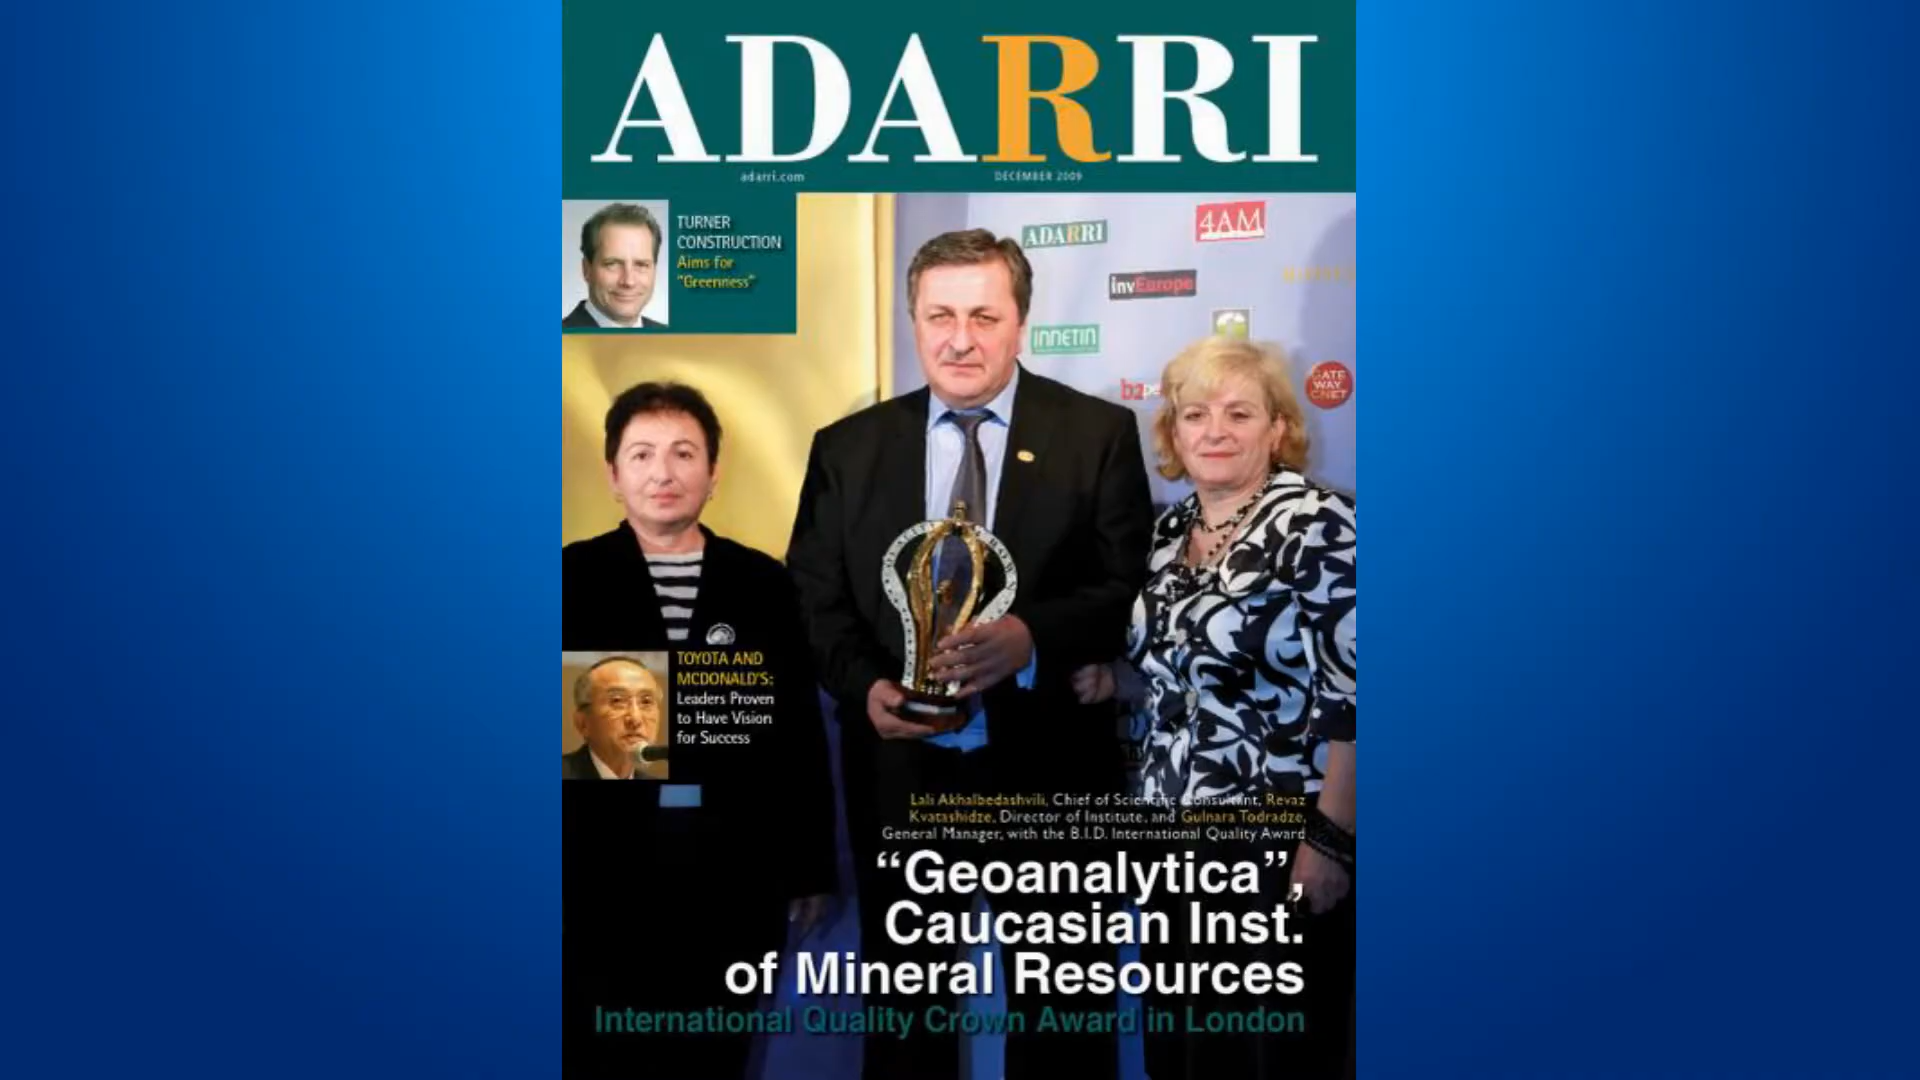 ADARRI
adarri.com
DECEMBER 2009
TURNER
CONSTRUCTION
Aims for
"Greenness"
ADARRI
4AM
invEurope
INNETIN
b2pe
GATE
WAY
C.NET
TOYOTA AND
MCDONALD'S:
Leaders Proven
to Have Vision
for Success
Lali Akhalbedashvili, Chief of Scientific Consultant, Revaz
Kvatashidze, Director of Institute, and Gulnara Todradze,
General Manager, with the B.I.D. International Quality Award
“Geoanalytica”,
Caucasian Inst.
of Mineral Resources
International Quality Crown Award in London